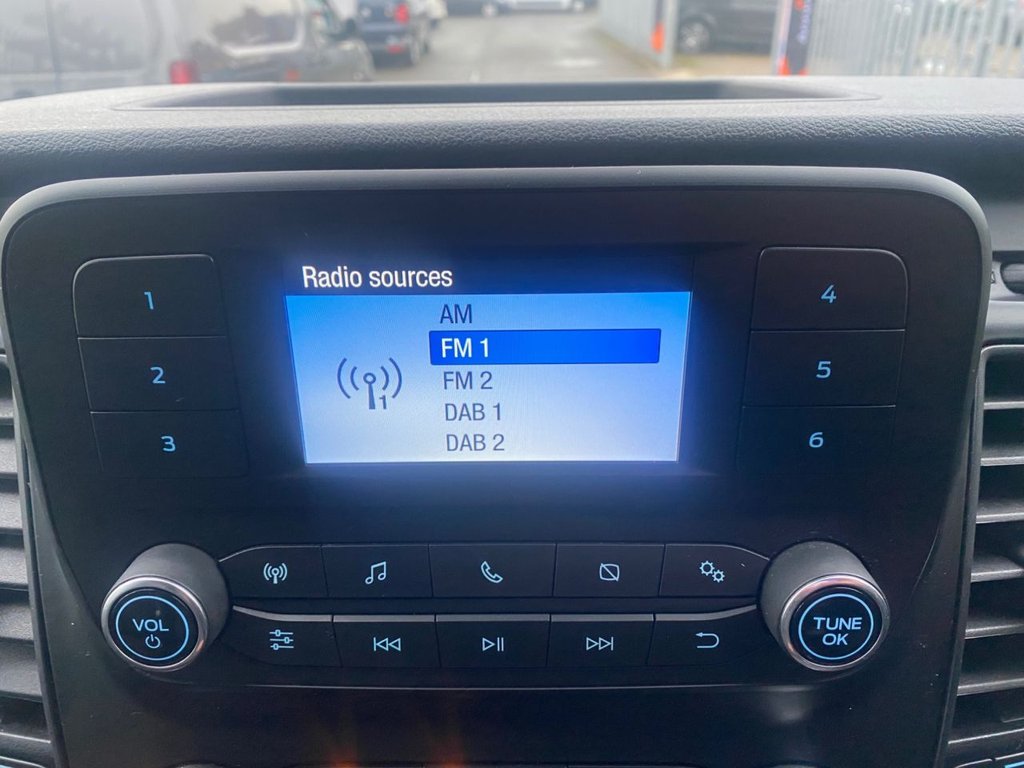 Radio sources
AM
FM 1
FM 2
DAB 1
DAB 2
1
1
2
3
4
5
6
VOL
TUNE
OK